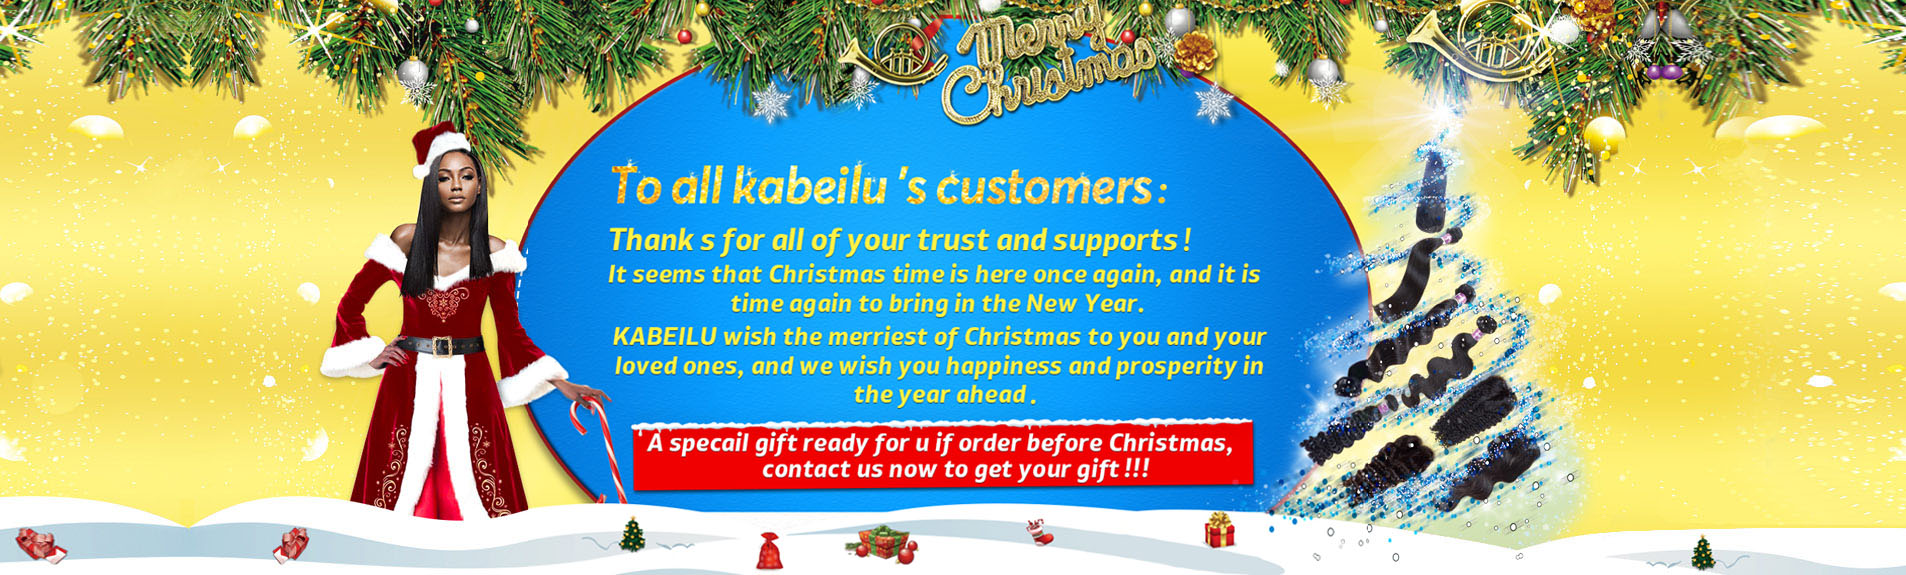 Merry
Christmas
To all kabeilu 's customers:
Thank s for all of your trust and supports!
It seems that Christmas time is here once again, and it is
time again to bring in the New Year.
KABEILU wish the merriest of Christmas to you and your
loved ones, and we wish you happiness and prosperity in
the year ahead.
A specail gift ready for u if order before Christmas,
contact us now to get your gift!!!